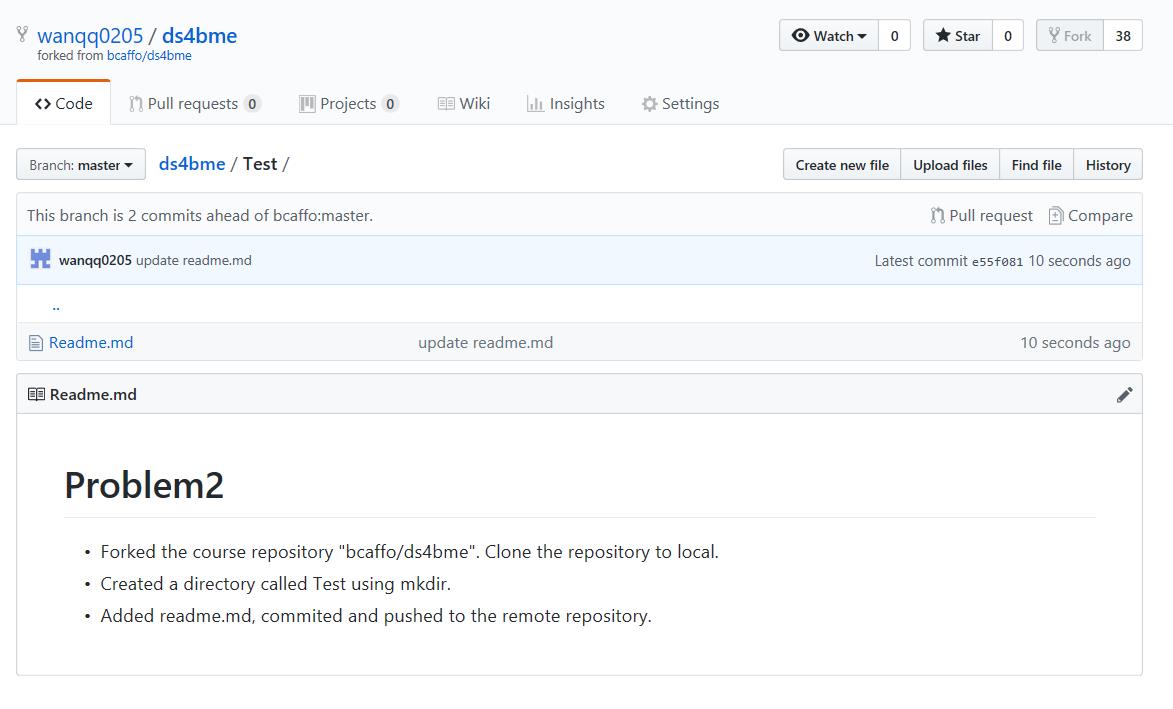 wanqq0205 / ds4bme
Watch 0 Star 0 Fork 38
forked from bcaffo/ds4bme
Code Pull requests 0 Projects 0 Wiki Insights Settings
Branch: master ds4bme / Test / Create new file Upload files Find file History
This branch is 2 commits ahead of bcaffo:master. Pull request Compare
wanqq0205 update readme.md Latest commit e55f081 10 seconds ago
..
Readme.md update readme.md 10 seconds ago
Readme.md
Problem2
• Forked the course repository "bcaffo/ds4bme". Clone the repository to local.
• Created a directory called Test using mkdir.
• Added readme.md, commited and pushed to the remote repository.